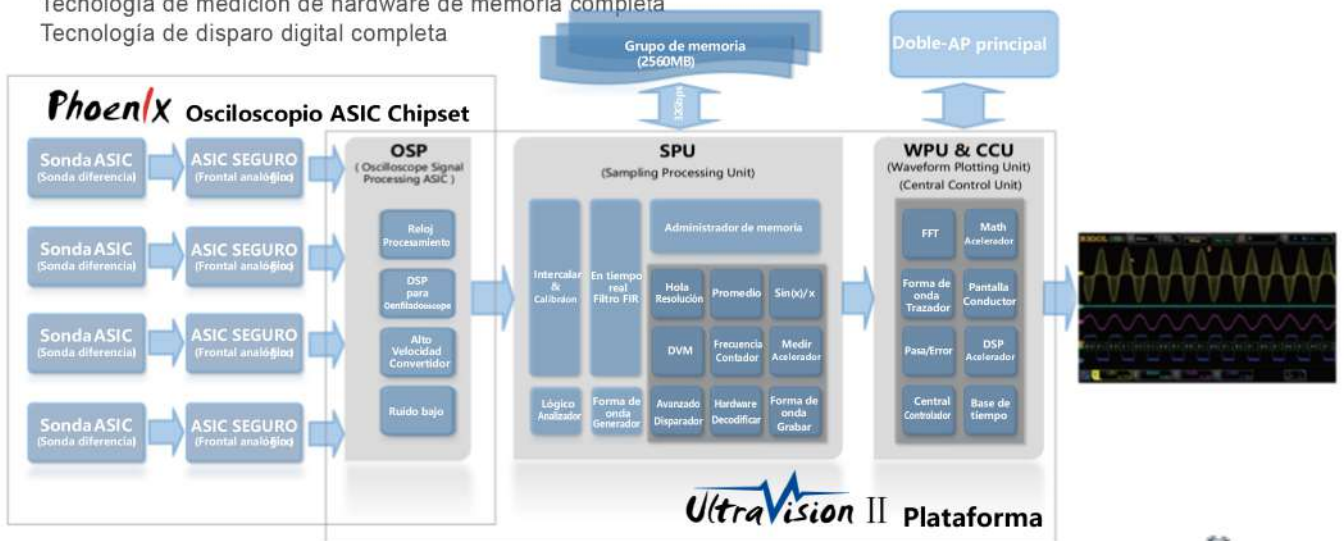 Tecnología de medición de hardware de memoria completa
Tecnología de disparo digital completa
Grupo de memoria
(2560MB)
Doble-AP principal
32Gbps
Phoenix Osciloscopio ASIC Chipset
Sonda ASIC
(Sonda diferencia)
ASIC SEGURO
(Frontal
Sonda ASIC
(Sonda diferencia)
ASIC SEGURO
(Frontal
Sonda ASIC
(Sonda diferencia)
ASIC SEGURO
(Frontal
Sonda ASIC
(Sonda diferencia)
ASIC SEGURO
(Frontal
OSP
( Oscilloscope Signal
Processing ASIC )
Reloj
Procesamiento
DSP
para
Alto
Velocidad
Convertidor
Ruido bajo
SPU
(Sampling Processing Unit)
Intercalar
&
En tiempo
real
Filtro FIR
Administrador de memoria
Hola
Resolución
Promedio
Sin(x)/x
DVM
Frecuencia
Contador
Medir
Acelerador
Lógico
Analizador
Forma de
onda
Generador
Avanzado
Disparador
Hardware
Decodificar
Forma de
onda
Grabar
WPU & CCU
(Waveform Plotting Unit)
(Central Control Unit)
FFT
Math
Acelerador
Forma de
onda
Trazador
Pantalla
Conductor
Pasa/Error
DSP
Acelerador
Central
Controlador
Base de
tiempo
RIGOL
UltraVision II Plataforma